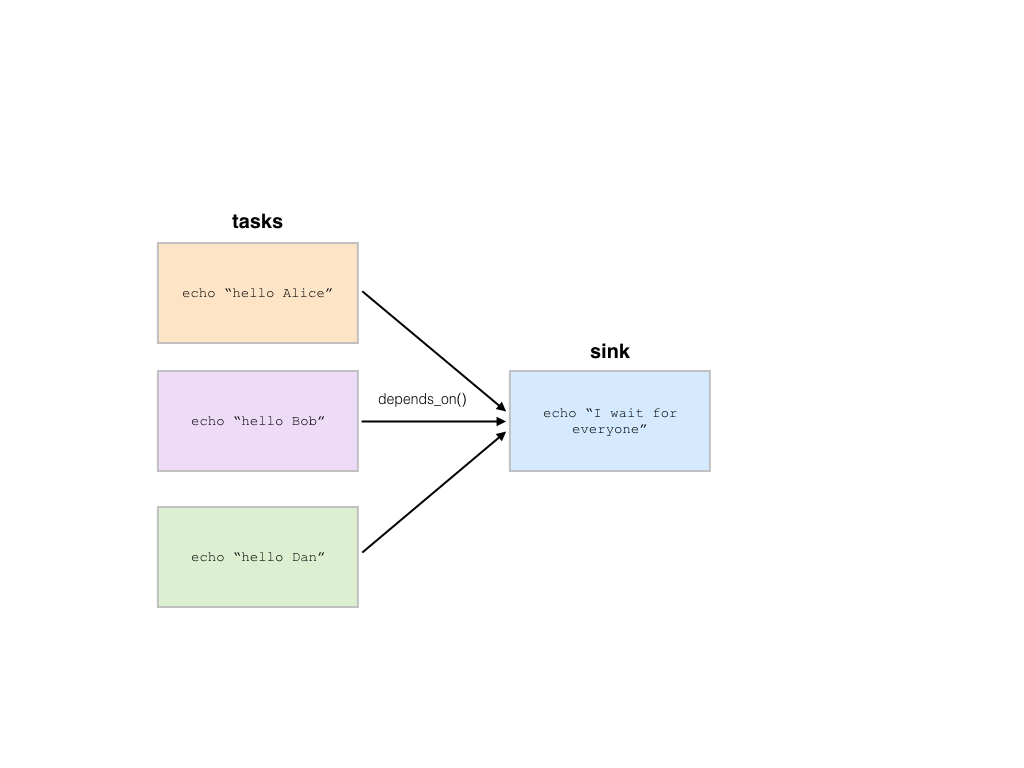 tasks
echo “hello Alice”
sink
depends_on()
echo “hello Bob”
echo “I wait for
everyone”
echo “hello Dan”